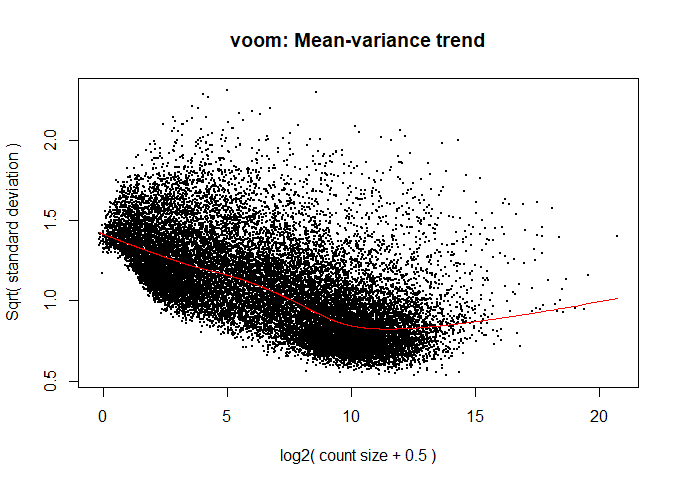 voom: Mean-variance trend
Sqrt( standard deviation )
2.0
1.5
1.0
0.5
0 5 10 15 20
log2( count size + 0.5 )